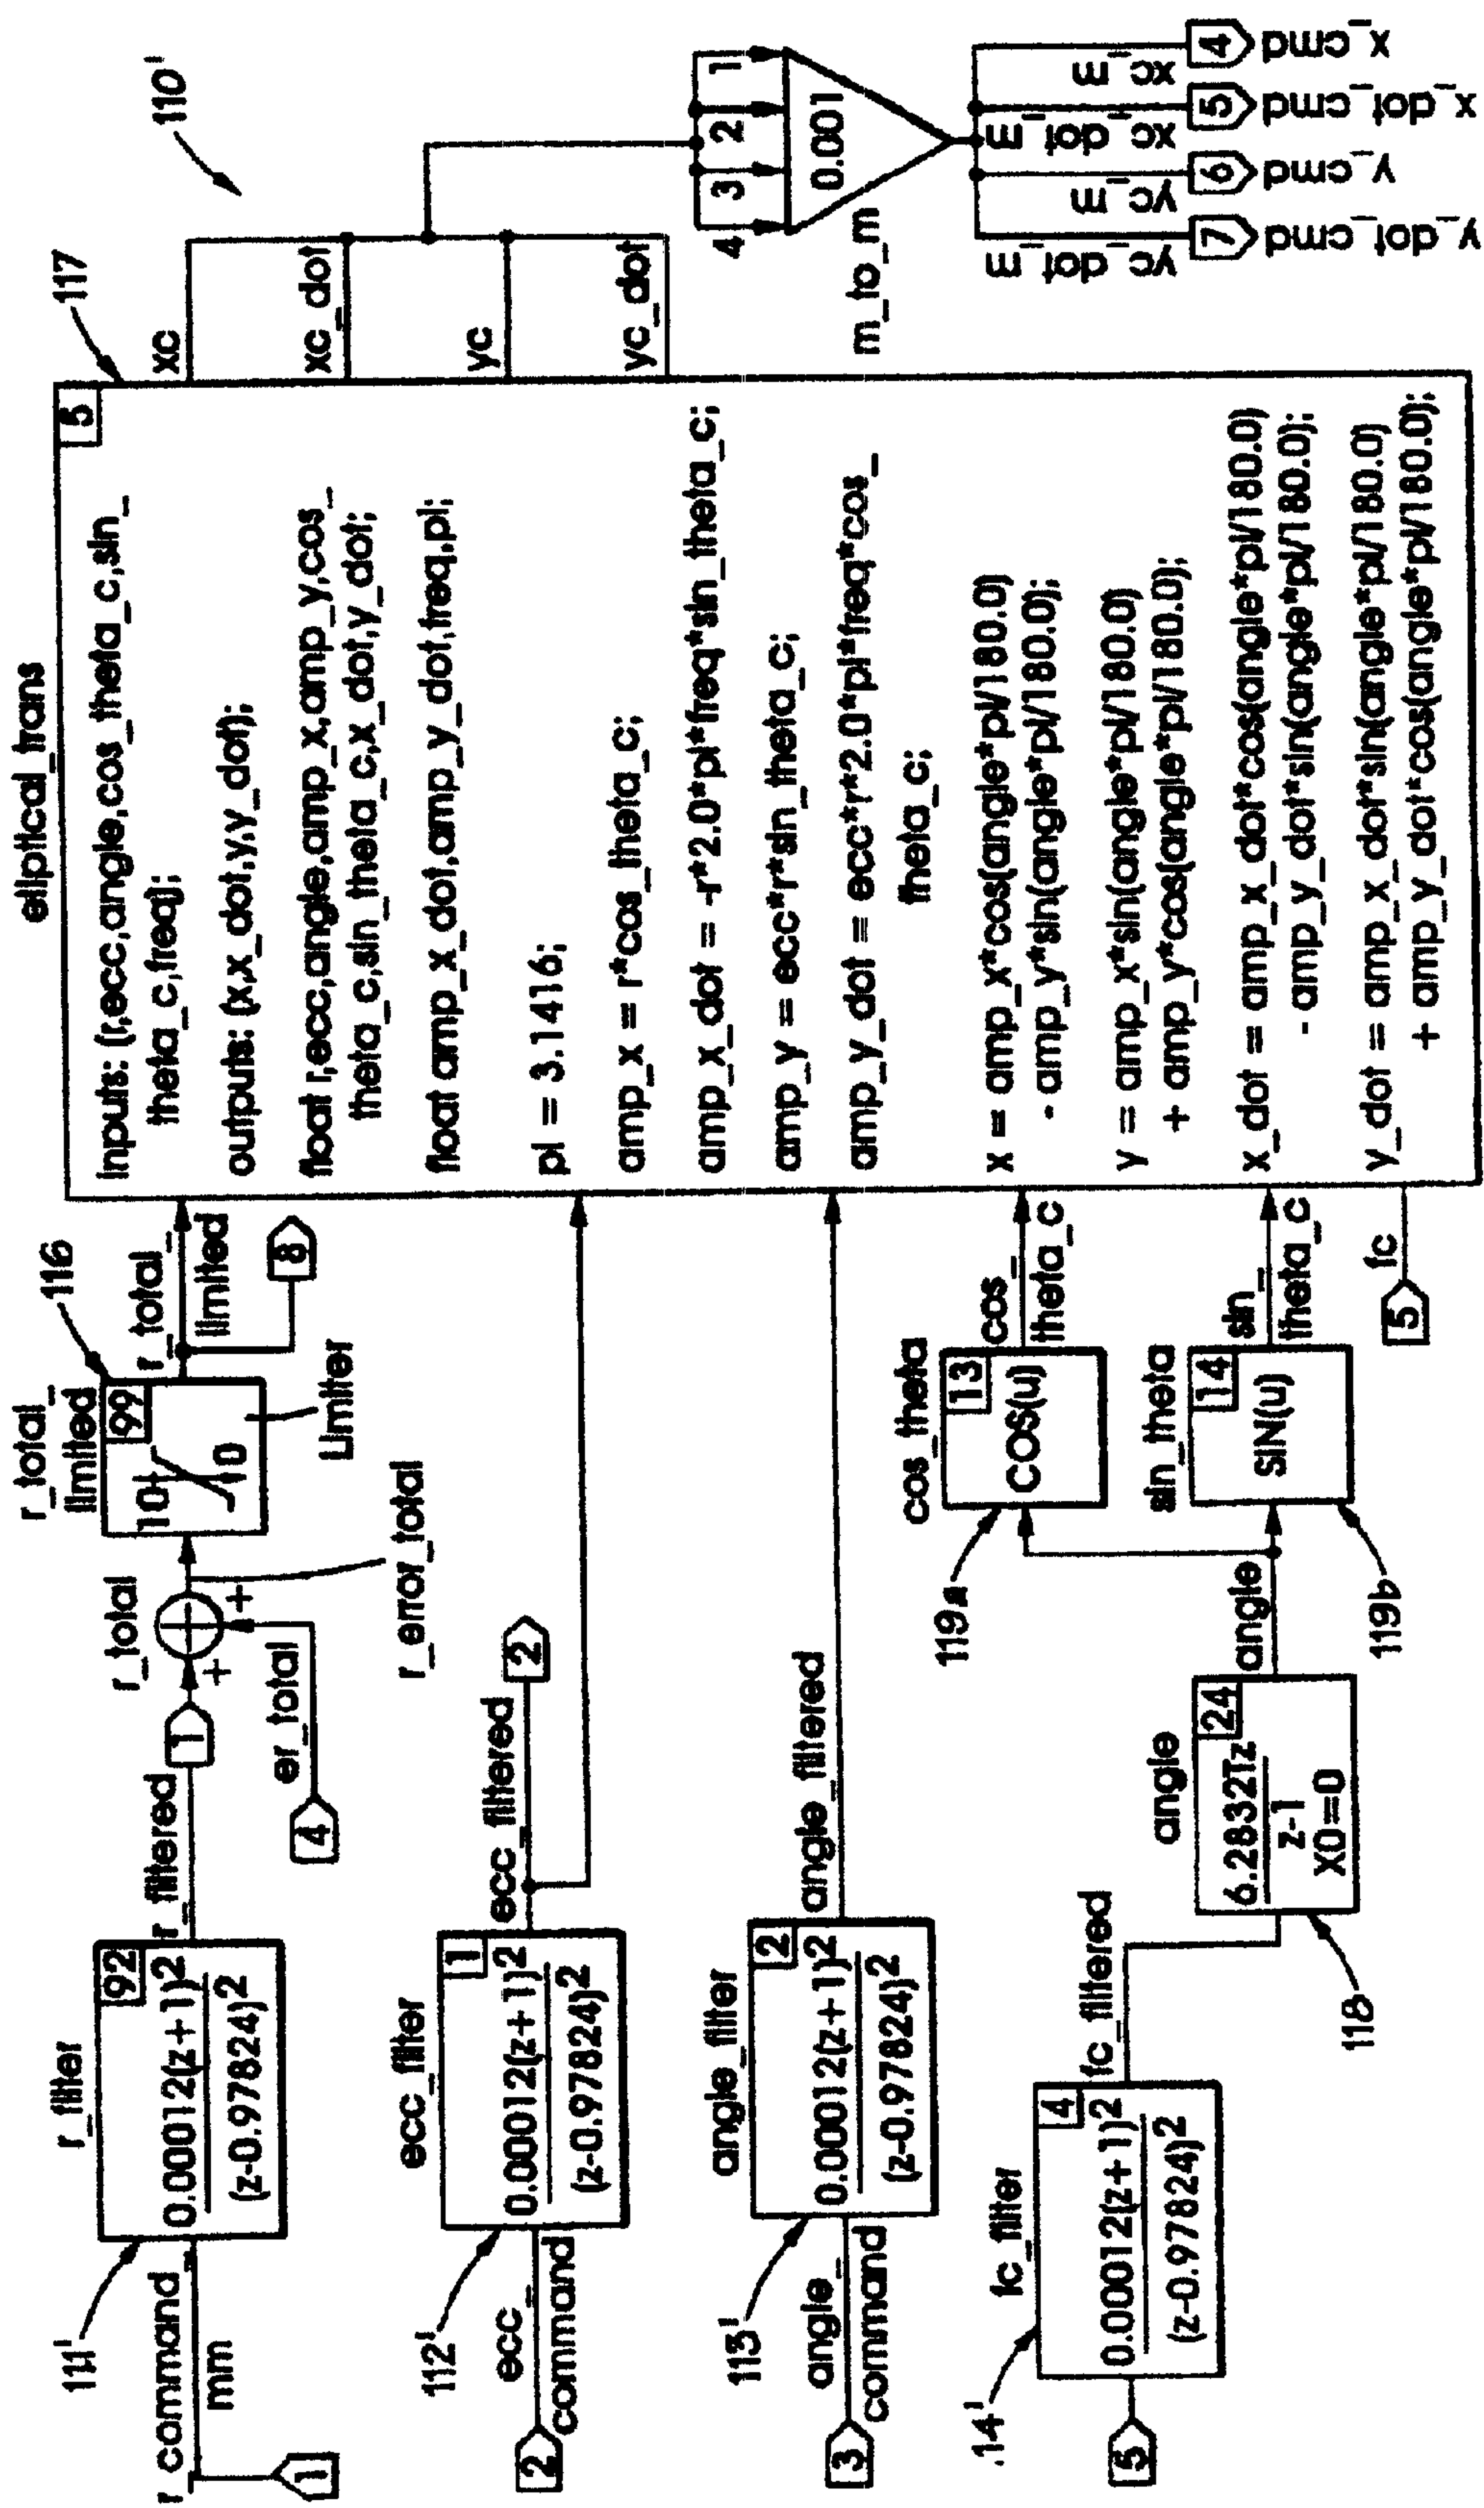 110'
r_filter
111'
92
0.00012(z+1)2
(z-0.97824)2
r_command_
mm
1
r_filtered
1
r_total
+
+
er_total
4
r_error_total
r_total_
limited
116
99
10
10
Limiter
r_total_
limited
8
ecc_filter
112'
1
0.00012(z+1)2
(z-0.97824)2
ecc_
command
2
ecc_filtered
2
angle_filter
113'
2
0.00012(z+1)2
(z-0.97824)2
angle_
command
3
angle_filtered
fc_filter
14'
4
0.00012(z+1)2
(z-0.97824)2
5
fc_filtered
angle
24
6.2832Tz
z-1
X0=0
118
angle
cos_theta
13
COS(u)
119a
cos_
theta_c
sin_theta
14
SIN(u)
119b
sin_
theta_c
5
fc
eliptical_trans
117
5
inputs: (r,ecc,angle,cos_theta_c,sin_
theta_c,freq);
outputs: (x,x_dot,y,y_dot);
float r,ecc,angle,amp_x,amp_y,cos_
theta_c,sin_theta_c,x_dot,y_dot;
float amp_x_dot,amp_y_dot,freq,pi;
pi = 3.1416;
amp_x = r*cos_theta_c;
amp_x_dot = -r*2.0*pi*freq*sin_theta_c;
amp_y = ecc*r*sin_theta_c;
amp_y_dot = ecc*r*2.0*pi*freq*cos_
theta_c;
x = amp_x*cos(angle*pi/180.0)
- amp_y*sin(angle*pi/180.0);
y = amp_x*sin(angle*pi/180.0)
+ amp_y*cos(angle*pi/180.0);
x_dot = amp_x_dot*cos(angle*pi/180.0)
- amp_y_dot*sin(angle*pi/180.0);
y_dot = amp_x_dot*sin(angle*pi/180.0)
+ amp_y_dot*cos(angle*pi/180.0);
xc
xc_dot
yc
yc_dot
1
2
3
4
0.001
m_to_m
xc_m
4
x_cmd
xc_dot_m
5
x_dot_cmd
yc_m
6
y_cmd
yc_dot_m
7
y_dot_cmd